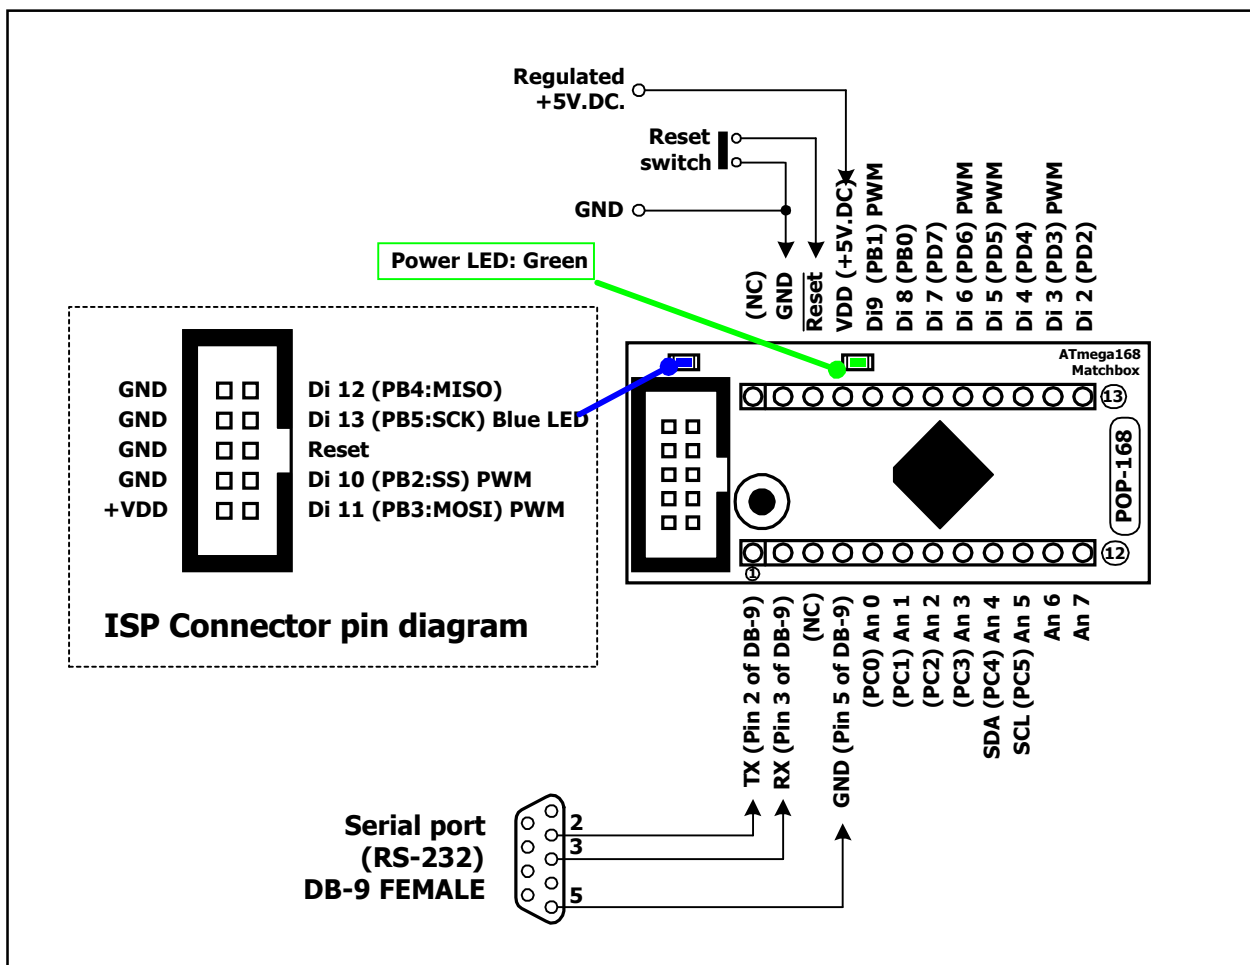 Regulated
+5V.DC.
Reset
switch
GND
Power LED: Green
(NC)
GND
Reset
VDD (+5V.DC)
Di9 (PB1) PWM
Di 8 (PB0)
Di 7 (PD7)
Di 6 (PD6) PWM
Di 5 (PD5) PWM
Di 4 (PD4)
Di 3 (PD3) PWM
Di 2 (PD2)
GND Di 12 (PB4:MISO)
GND Di 13 (PB5:SCK) Blue LED
GND Reset
GND Di 10 (PB2:SS) PWM
+VDD Di 11 (PB3:MOSI) PWM
ISP Connector pin diagram
ATmega168
Matchbox
13
POP-168
12
1
TX (Pin 2 of DB-9)
RX (Pin 3 of DB-9)
(NC)
GND (Pin 5 of DB-9)
(PC0) An 0
(PC1) An 1
(PC2) An 2
(PC3) An 3
SDA (PC4) An 4
SCL (PC5) An 5
An 6
An 7
Serial port
(RS-232)
DB-9 FEMALE
2
3
5